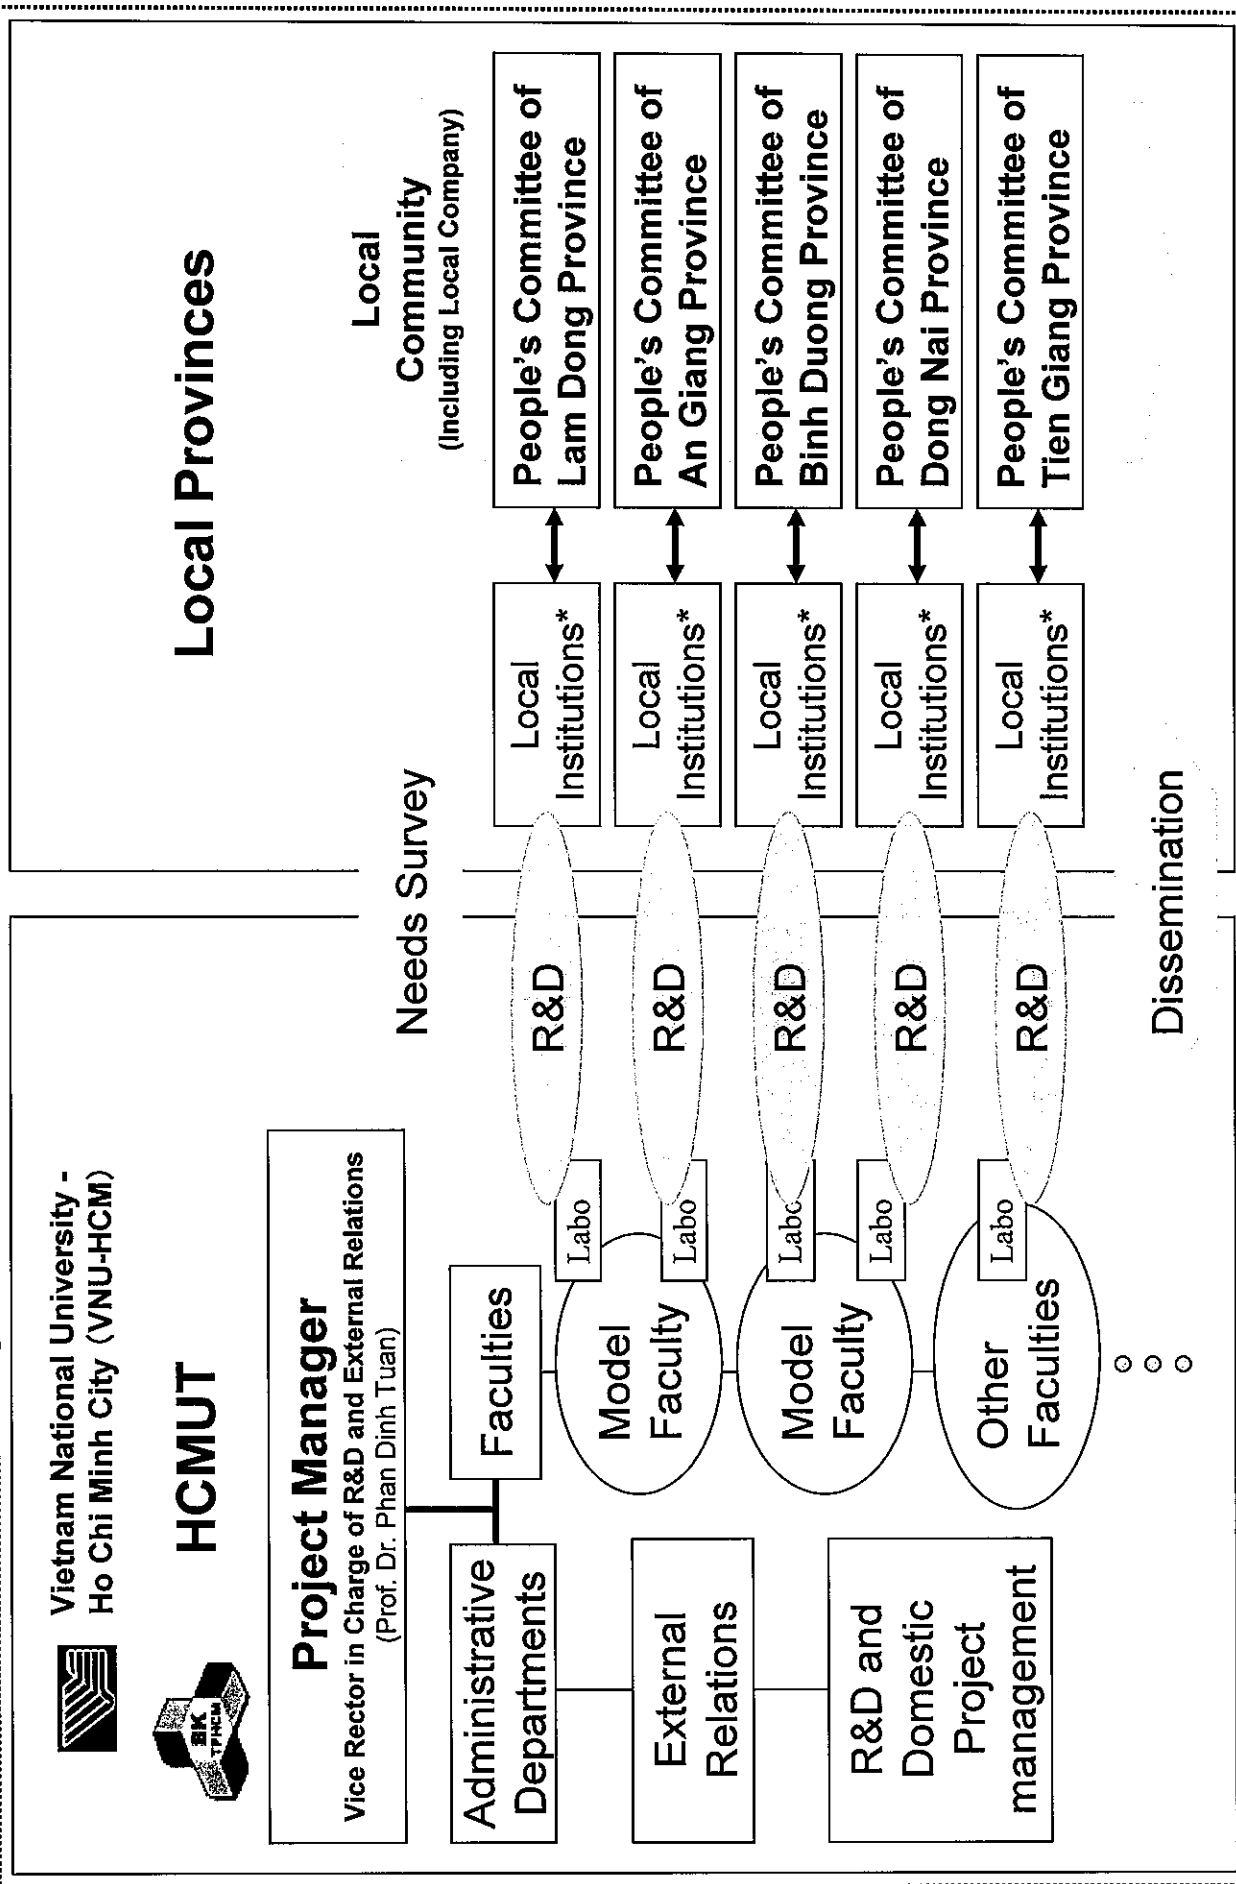 Vietnam National University -
Ho Chi Minh City (VNU-HCM)
BK
TPHCM
HCMUT
Project Manager
Vice Rector in Charge of R&D and External Relations
(Prof. Dr. Phan Dinh Tuan)
Administrative
Departments
External
Relations
R&D and
Domestic
Project
management
Faculties
Model
Faculty
Model
Faculty
Other
Faculties
Labo
Labo
Labo
Labo
Labo
Needs Survey
R&D
R&D
R&D
R&D
R&D
Dissemination
Local Provinces
Local
Community
(Including Local Company)
Local
Institutions*
People's Committee of
Lam Dong Province
Local
Institutions*
People's Committee of
An Giang Province
Local
Institutions*
People's Committee of
Binh Duong Province
Local
Institutions*
People's Committee of
Dong Nai Province
Local
Institutions*
People's Committee of
Tien Giang Province